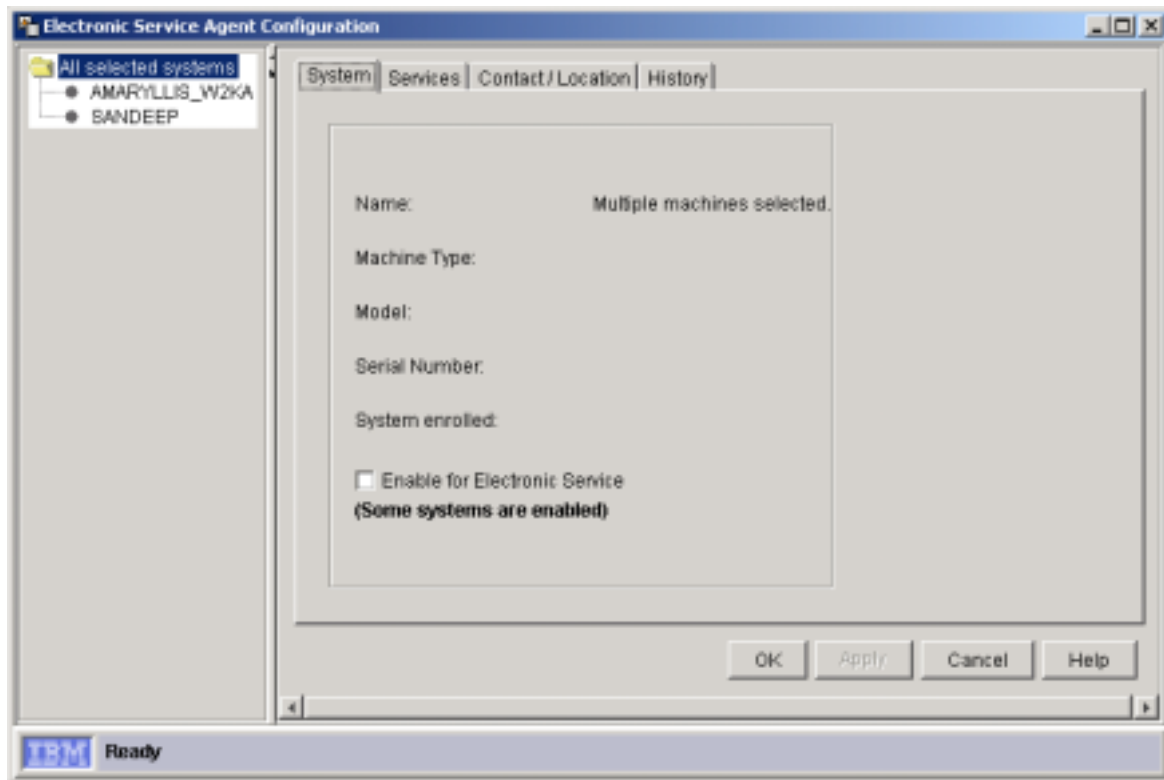 Electronic Service Agent Configuration
All selected systems
AMARYLLIS_W2KA
SANDEEP
System
Services
Contact / Location
History
Name: Multiple machines selected.
Machine Type:
Model:
Serial Number:
System enrolled:
Enable for Electronic Service
(Some systems are enabled)
OK
Apply
Cancel
Help
IBM
Ready